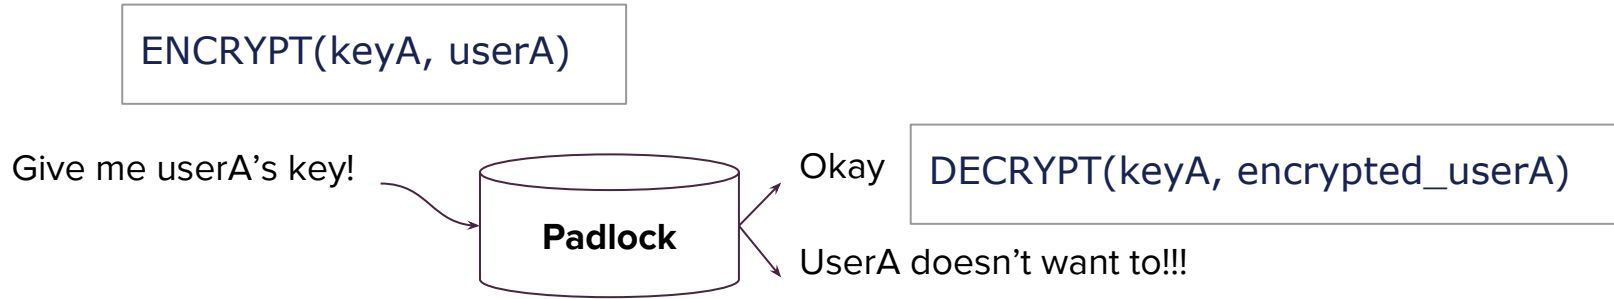 ENCRYPT(keyA, userA)
Give me userA’s key!
Padlock
Okay
DECRYPT(keyA, encrypted_userA)
UserA doesn’t want to!!!